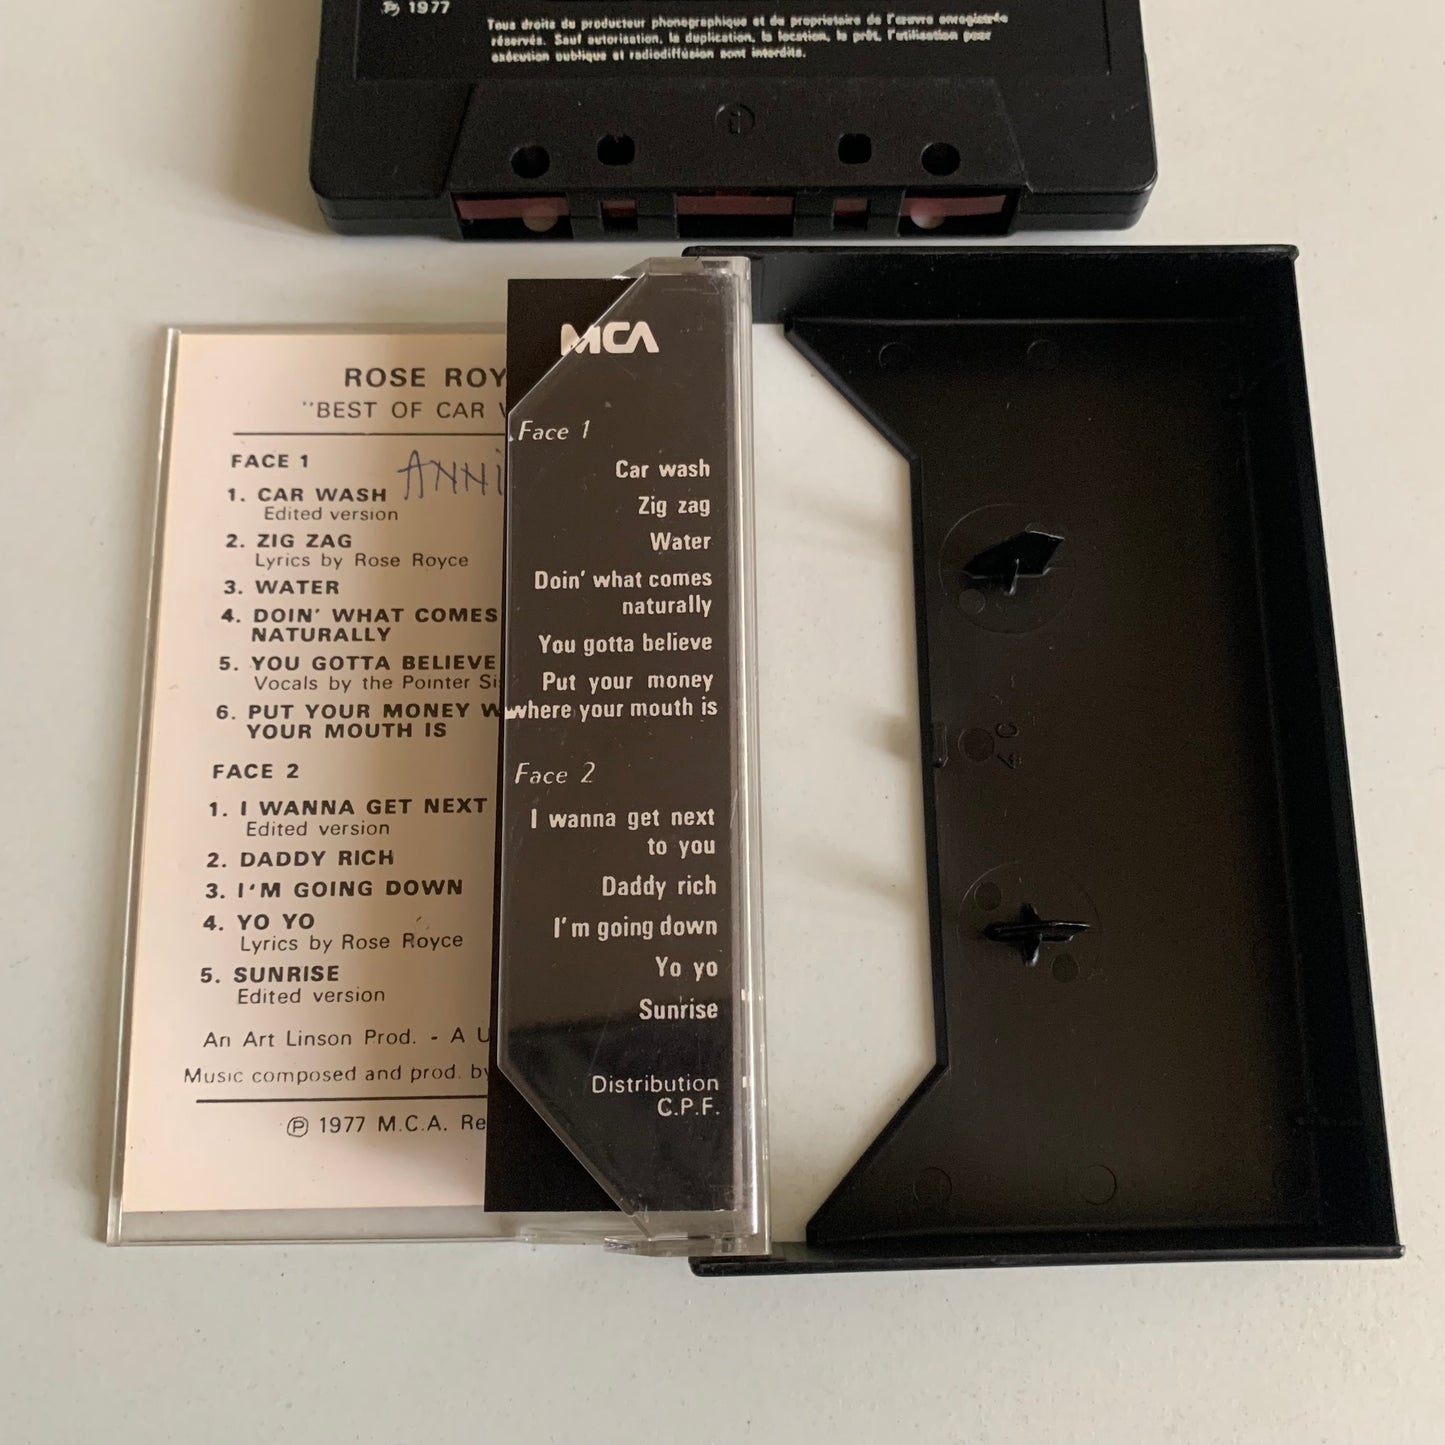 1977
Tous droits du producteur phonographique et du proprietaire de l'œuvre enregistrée
réservés. Sauf autorisation, la duplication, la location, le prêt, l'utilisation pour
exécution publique et radiodiffusion sont interdits.
ROSE ROY
"BEST OF CAR
FACE 1
ANNI
1. CAR WASH
Edited version
2. ZIG ZAG
Lyrics by Rose Royce
3. WATER
4. DOIN' WHAT COMES
NATURALLY
5. YOU GOTTA BELIEVE
Vocals by the Pointer Sis
6. PUT YOUR MONEY W
YOUR MOUTH IS
FACE 2
1. I WANNA GET NEXT
Edited version
2. DADDY RICH
3. I'M GOING DOWN
4. YO YO
Lyrics by Rose Royce
5. SUNRISE
Edited version
An Art Linson Prod. - A U
Music composed and prod. by
℗ 1977 M.C.A. Re
MCA
Face 1
Car wash
Zig zag
Water
Doin' what comes
naturally
You gotta believe
Put your money
where your mouth is
Face 2
I wanna get next
to you
Daddy rich
I'm going down
Yo yo
Sunrise
Distribution
C.P.F.